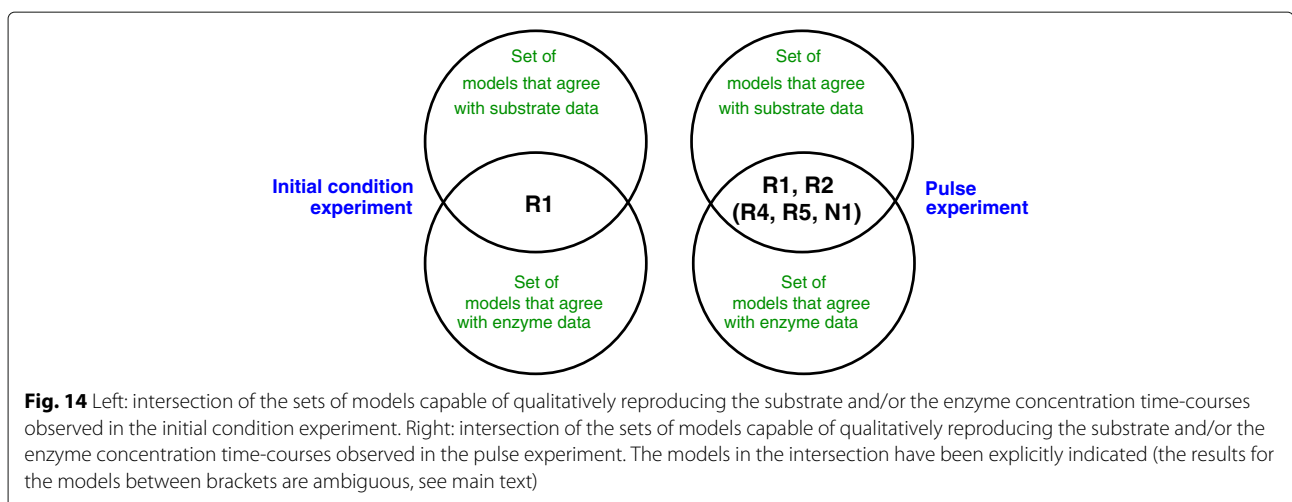 Set of
models that agree
with substrate data
Initial condition
experiment
R1
Set of
models that agree
with enzyme data
Set of
models that agree
with substrate data
R1, R2
(R4, R5, N1)
Pulse
experiment
Set of
models that agree
with enzyme data
Fig. 14 Left: intersection of the sets of models capable of qualitatively reproducing the substrate and/or the enzyme concentration time-courses
observed in the initial condition experiment. Right: intersection of the sets of models capable of qualitatively reproducing the substrate and/or the
enzyme concentration time-courses observed in the pulse experiment. The models in the intersection have been explicitly indicated (the results for
the models between brackets are ambiguous, see main text)